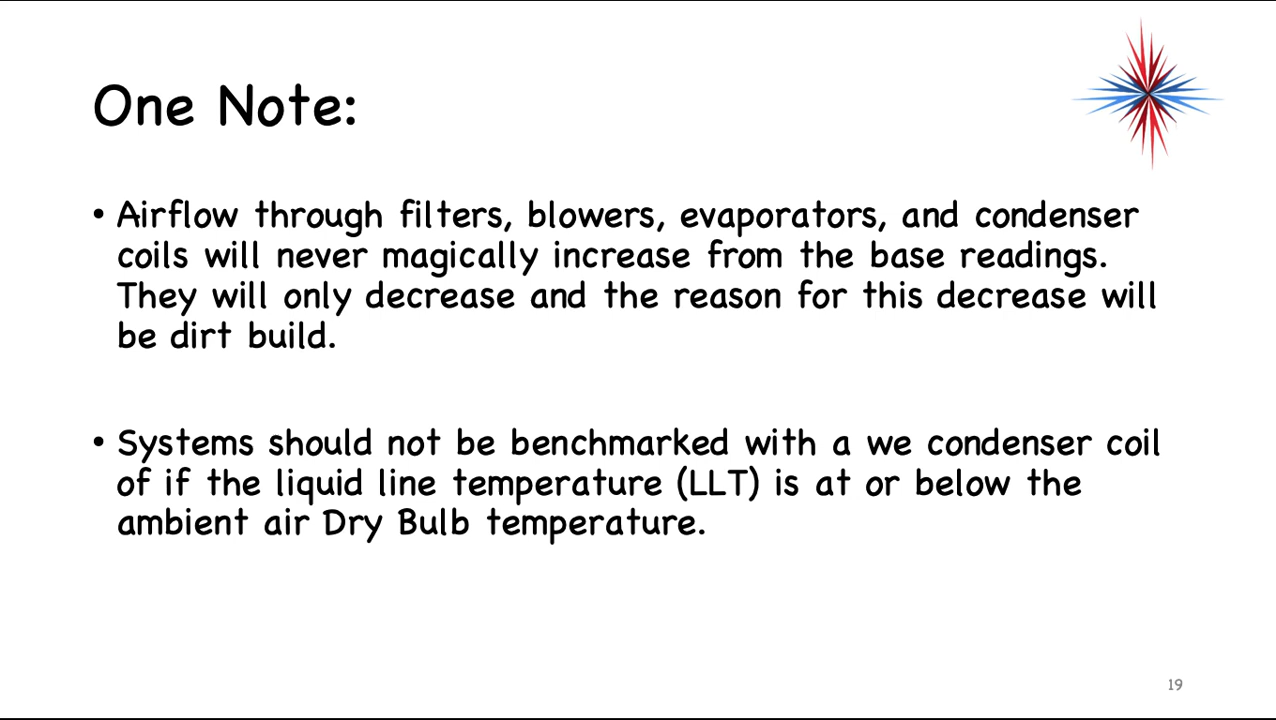 One Note:
• Airflow through filters, blowers, evaporators, and condenser
coils will never magically increase from the base readings.
They will only decrease and the reason for this decrease will
be dirt build.
• Systems should not be benchmarked with a we condenser coil
of if the liquid line temperature (LLT) is at or below the
ambient air Dry Bulb temperature.
19